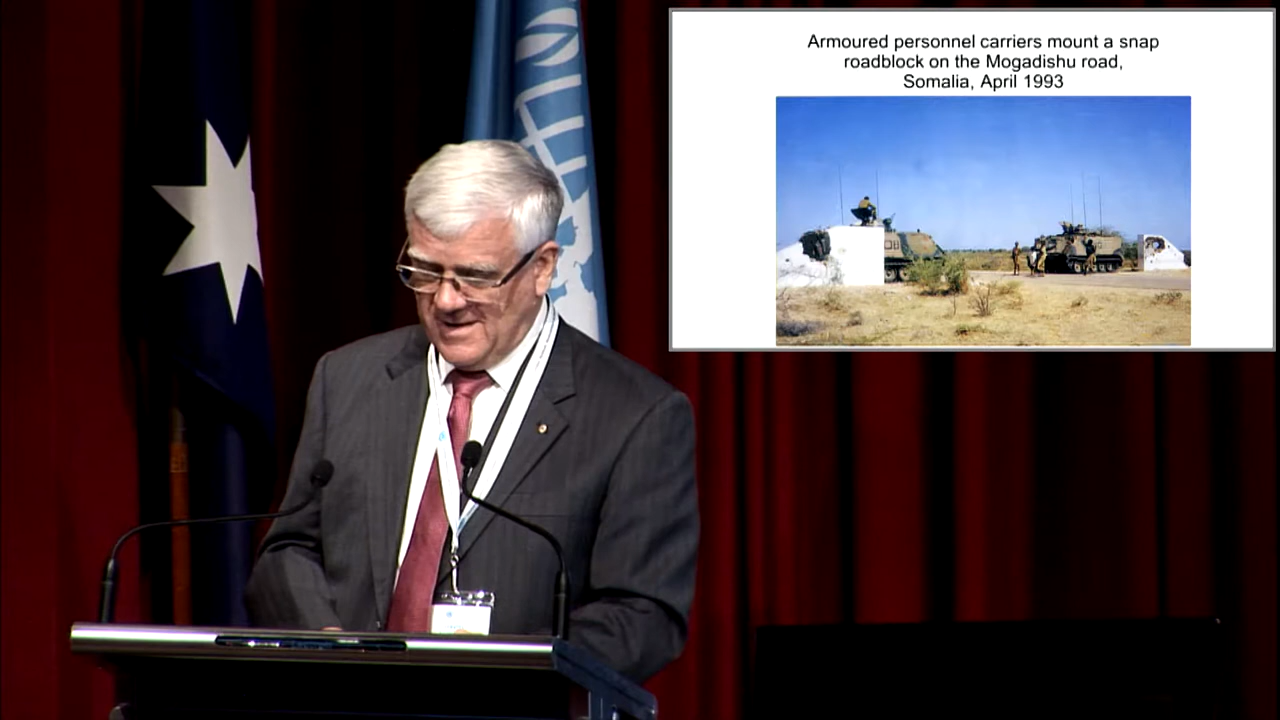 Armoured personnel carriers mount a snap
roadblock on the Mogadishu road,
Somalia, April 1993